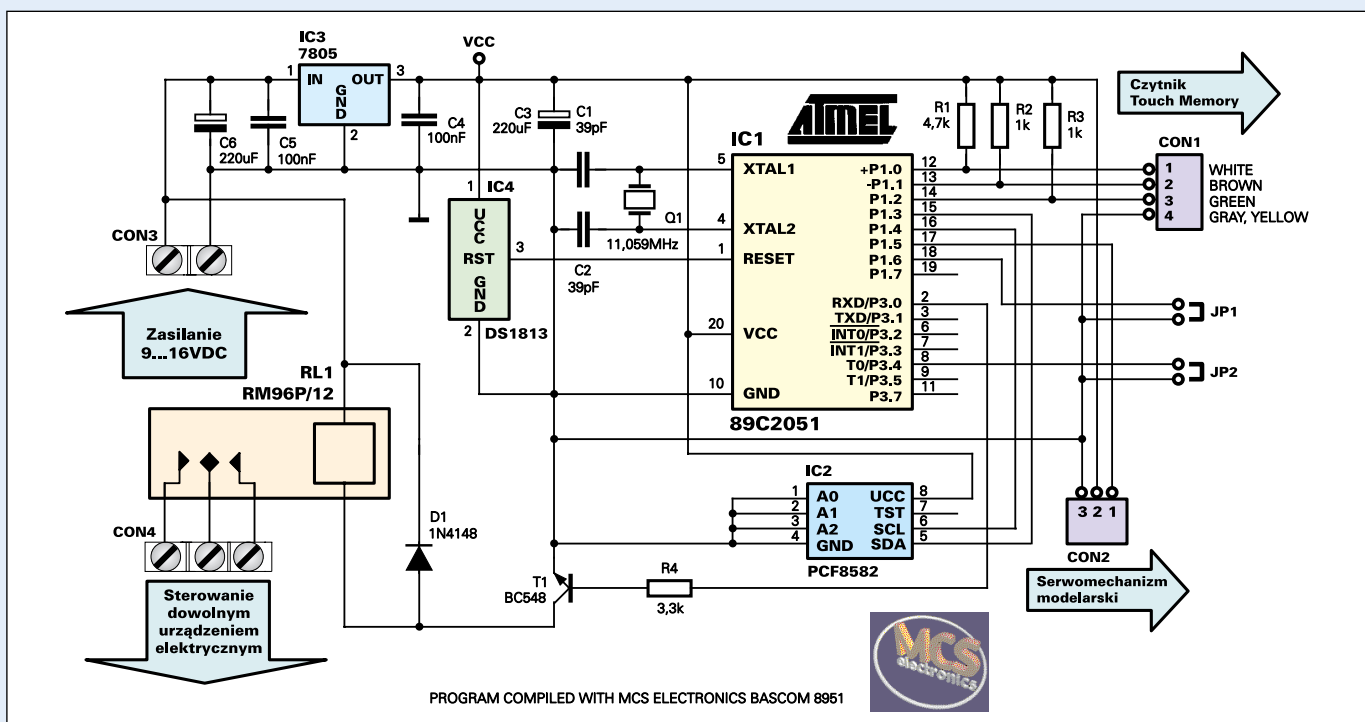 IC3
7805
VCC
1
IN
OUT
3
GND
2
C6
220uF
C5
100nF
C4
100nF
C3
220uF
C1
39pF
ATMEL
R1
4,7k
R2
1k
R3
1k
Czytnik
Touch Memory
CON1
1 WHITE
2 BROWN
3 GREEN
4 GRAY, YELLOW
IC1
5 XTAL1
4 XTAL2
1 RESET
20 VCC
10 GND
+P1.0 12
-P1.1 13
P1.2 14
P1.3 15
P1.4 16
P1.5 17
P1.6 18
P1.7 19
RXD/P3.0 2
TXD/P3.1 3
INT0/P3.2 6
INT1/P3.3 7
T0/P3.4 8
T1/P3.5 9
P3.7 11
89C2051
Q1
11,059MHz
C2
39pF
IC4
1
UCC
RST
3
GND
2
DS1813
CON3
Zasilanie
9...16VDC
JP1
JP2
RL1
RM96P/12
CON4
D1
1N4148
Sterowanie
dowolnym
urządzeniem
elektrycznym
IC2
1 A0 UCC 8
2 A1 TST 7
3 A2 SCL 6
4 GND SDA 5
PCF8582
T1
BC548
R4
3,3k
3 2 1
CON2
Serwomechanizm
modelarski
MCS
electronics
PROGRAM COMPILED WITH MCS ELECTRONICS BASCOM 8951